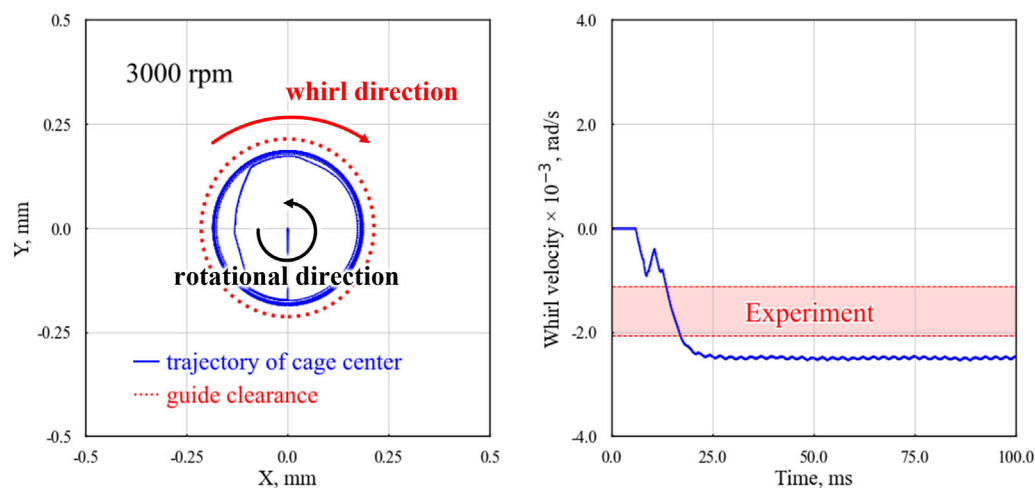 3000 rpm
whirl direction
rotational direction
trajectory of cage center
guide clearance
0.5
0.25
0.0
-0.25
-0.5
Y, mm
-0.5
-0.25
0.0
0.25
0.5
X, mm
4.0
2.0
0.0
-2.0
-4.0
Whirl velocity × 10⁻³, rad/s
Experiment
0.0
25.0
50.0
75.0
100.0
Time, ms